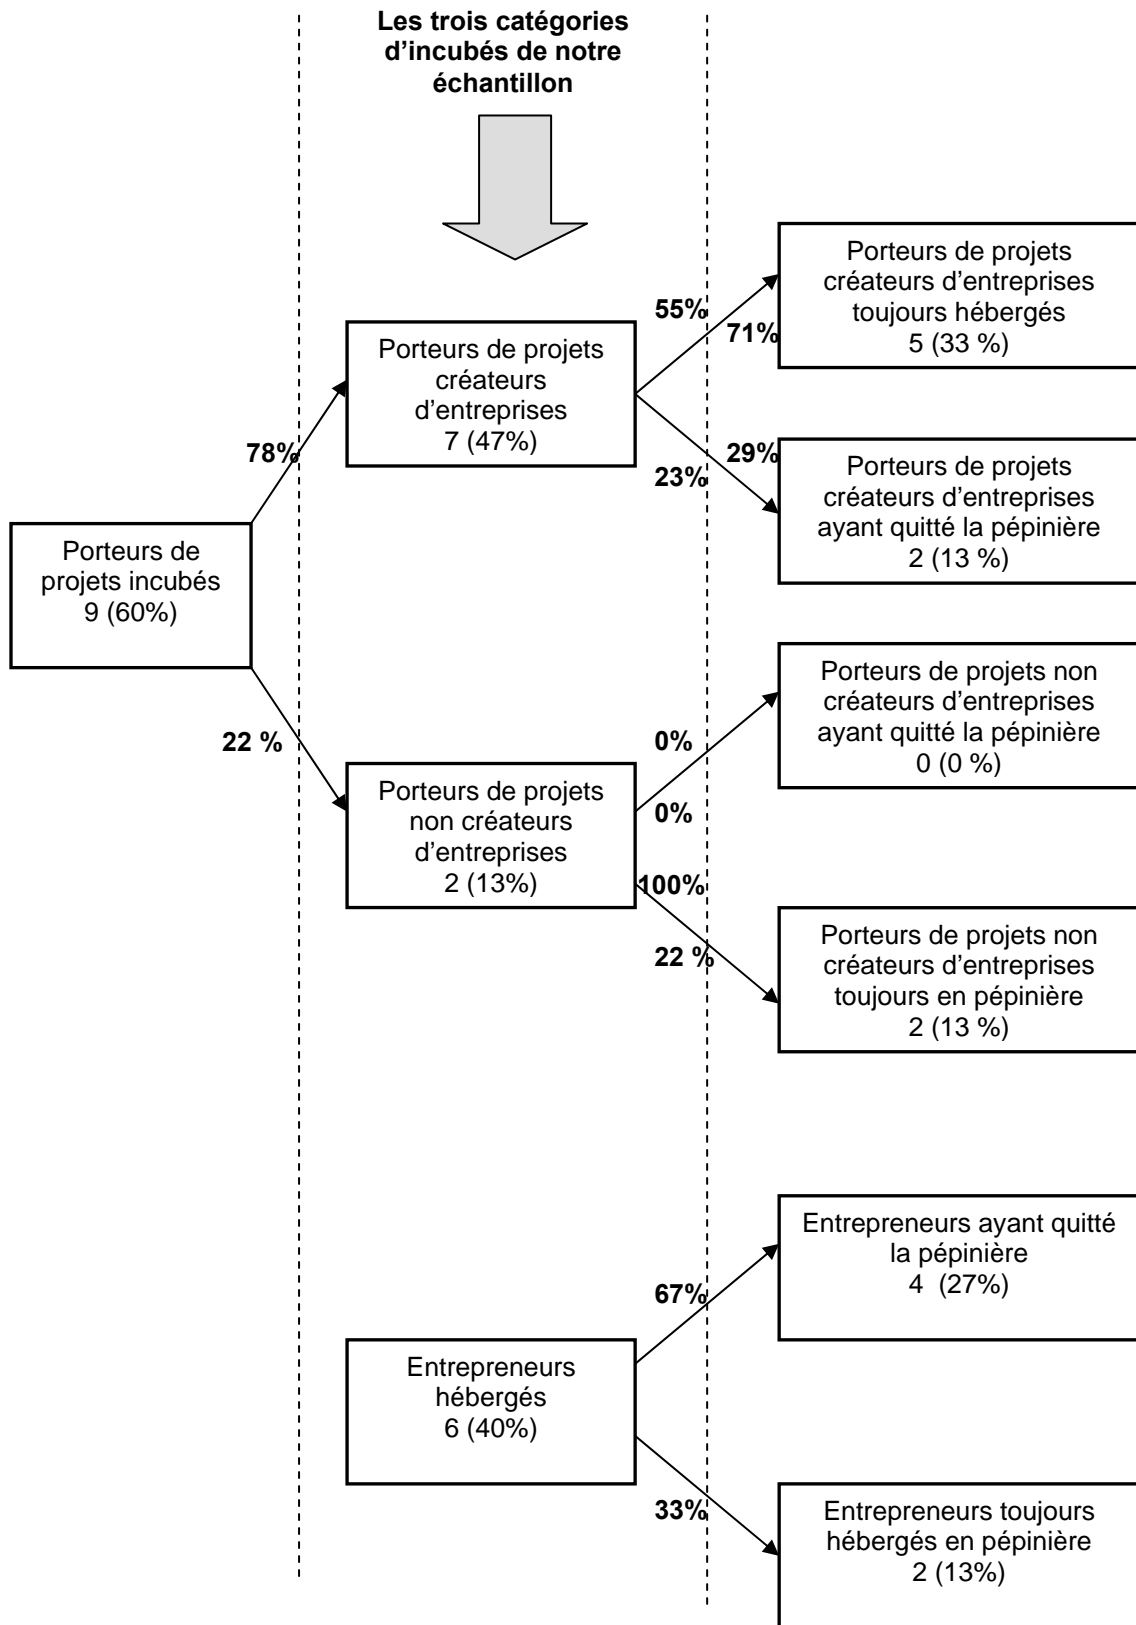 Les trois catégories
d'incubés de notre
échantillon
Porteurs de projets
créateurs d'entreprises
toujours hébergés
5 (33 %)
55%
71%
Porteurs de projets
créateurs
d'entreprises
7 (47%)
78%
29%
23%
Porteurs de projets
créateurs d'entreprises
ayant quitté la pépinière
2 (13 %)
Porteurs de
projets incubés
9 (60%)
22 %
Porteurs de projets non
créateurs d'entreprises
ayant quitté la pépinière
0 (0 %)
0%
0%
Porteurs de projets
non créateurs
d'entreprises
2 (13%)
100%
22 %
Porteurs de projets non
créateurs d'entreprises
toujours en pépinière
2 (13 %)
Entrepreneurs ayant quitté
la pépinière
4 (27%)
67%
Entrepreneurs
hébergés
6 (40%)
33%
Entrepreneurs toujours
hébergés en pépinière
2 (13%)